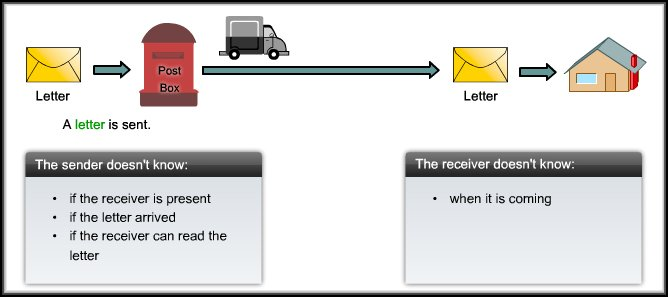 Post
Box
Letter
Letter
A letter is sent.
The sender doesn't know:
• if the receiver is present
• if the letter arrived
• if the receiver can read the
letter
The receiver doesn't know:
• when it is coming